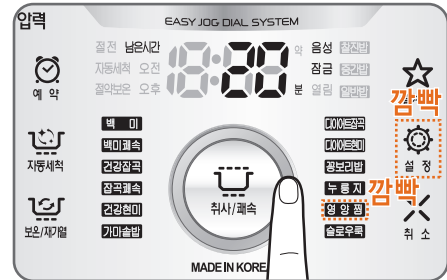 압력
EASY JOG DIAL SYSTEM
절전 남은시간 약 음성 찰진밥
자동세척 오전 18:20 잠금 중간밥
절약보온 오후 분 열림 일반밥
예 약
깜빡
백 미 다이어트잡곡
백미쾌속 다이어트현미
자동세척 건강잡곡 꽁보리밥 설 정
잡곡쾌속 취사/쾌속 누룽지 깜빡
건강현미 영양찜
보온/재가열 가마솥밥 슬로우쿡 취 소
MADE IN KORE